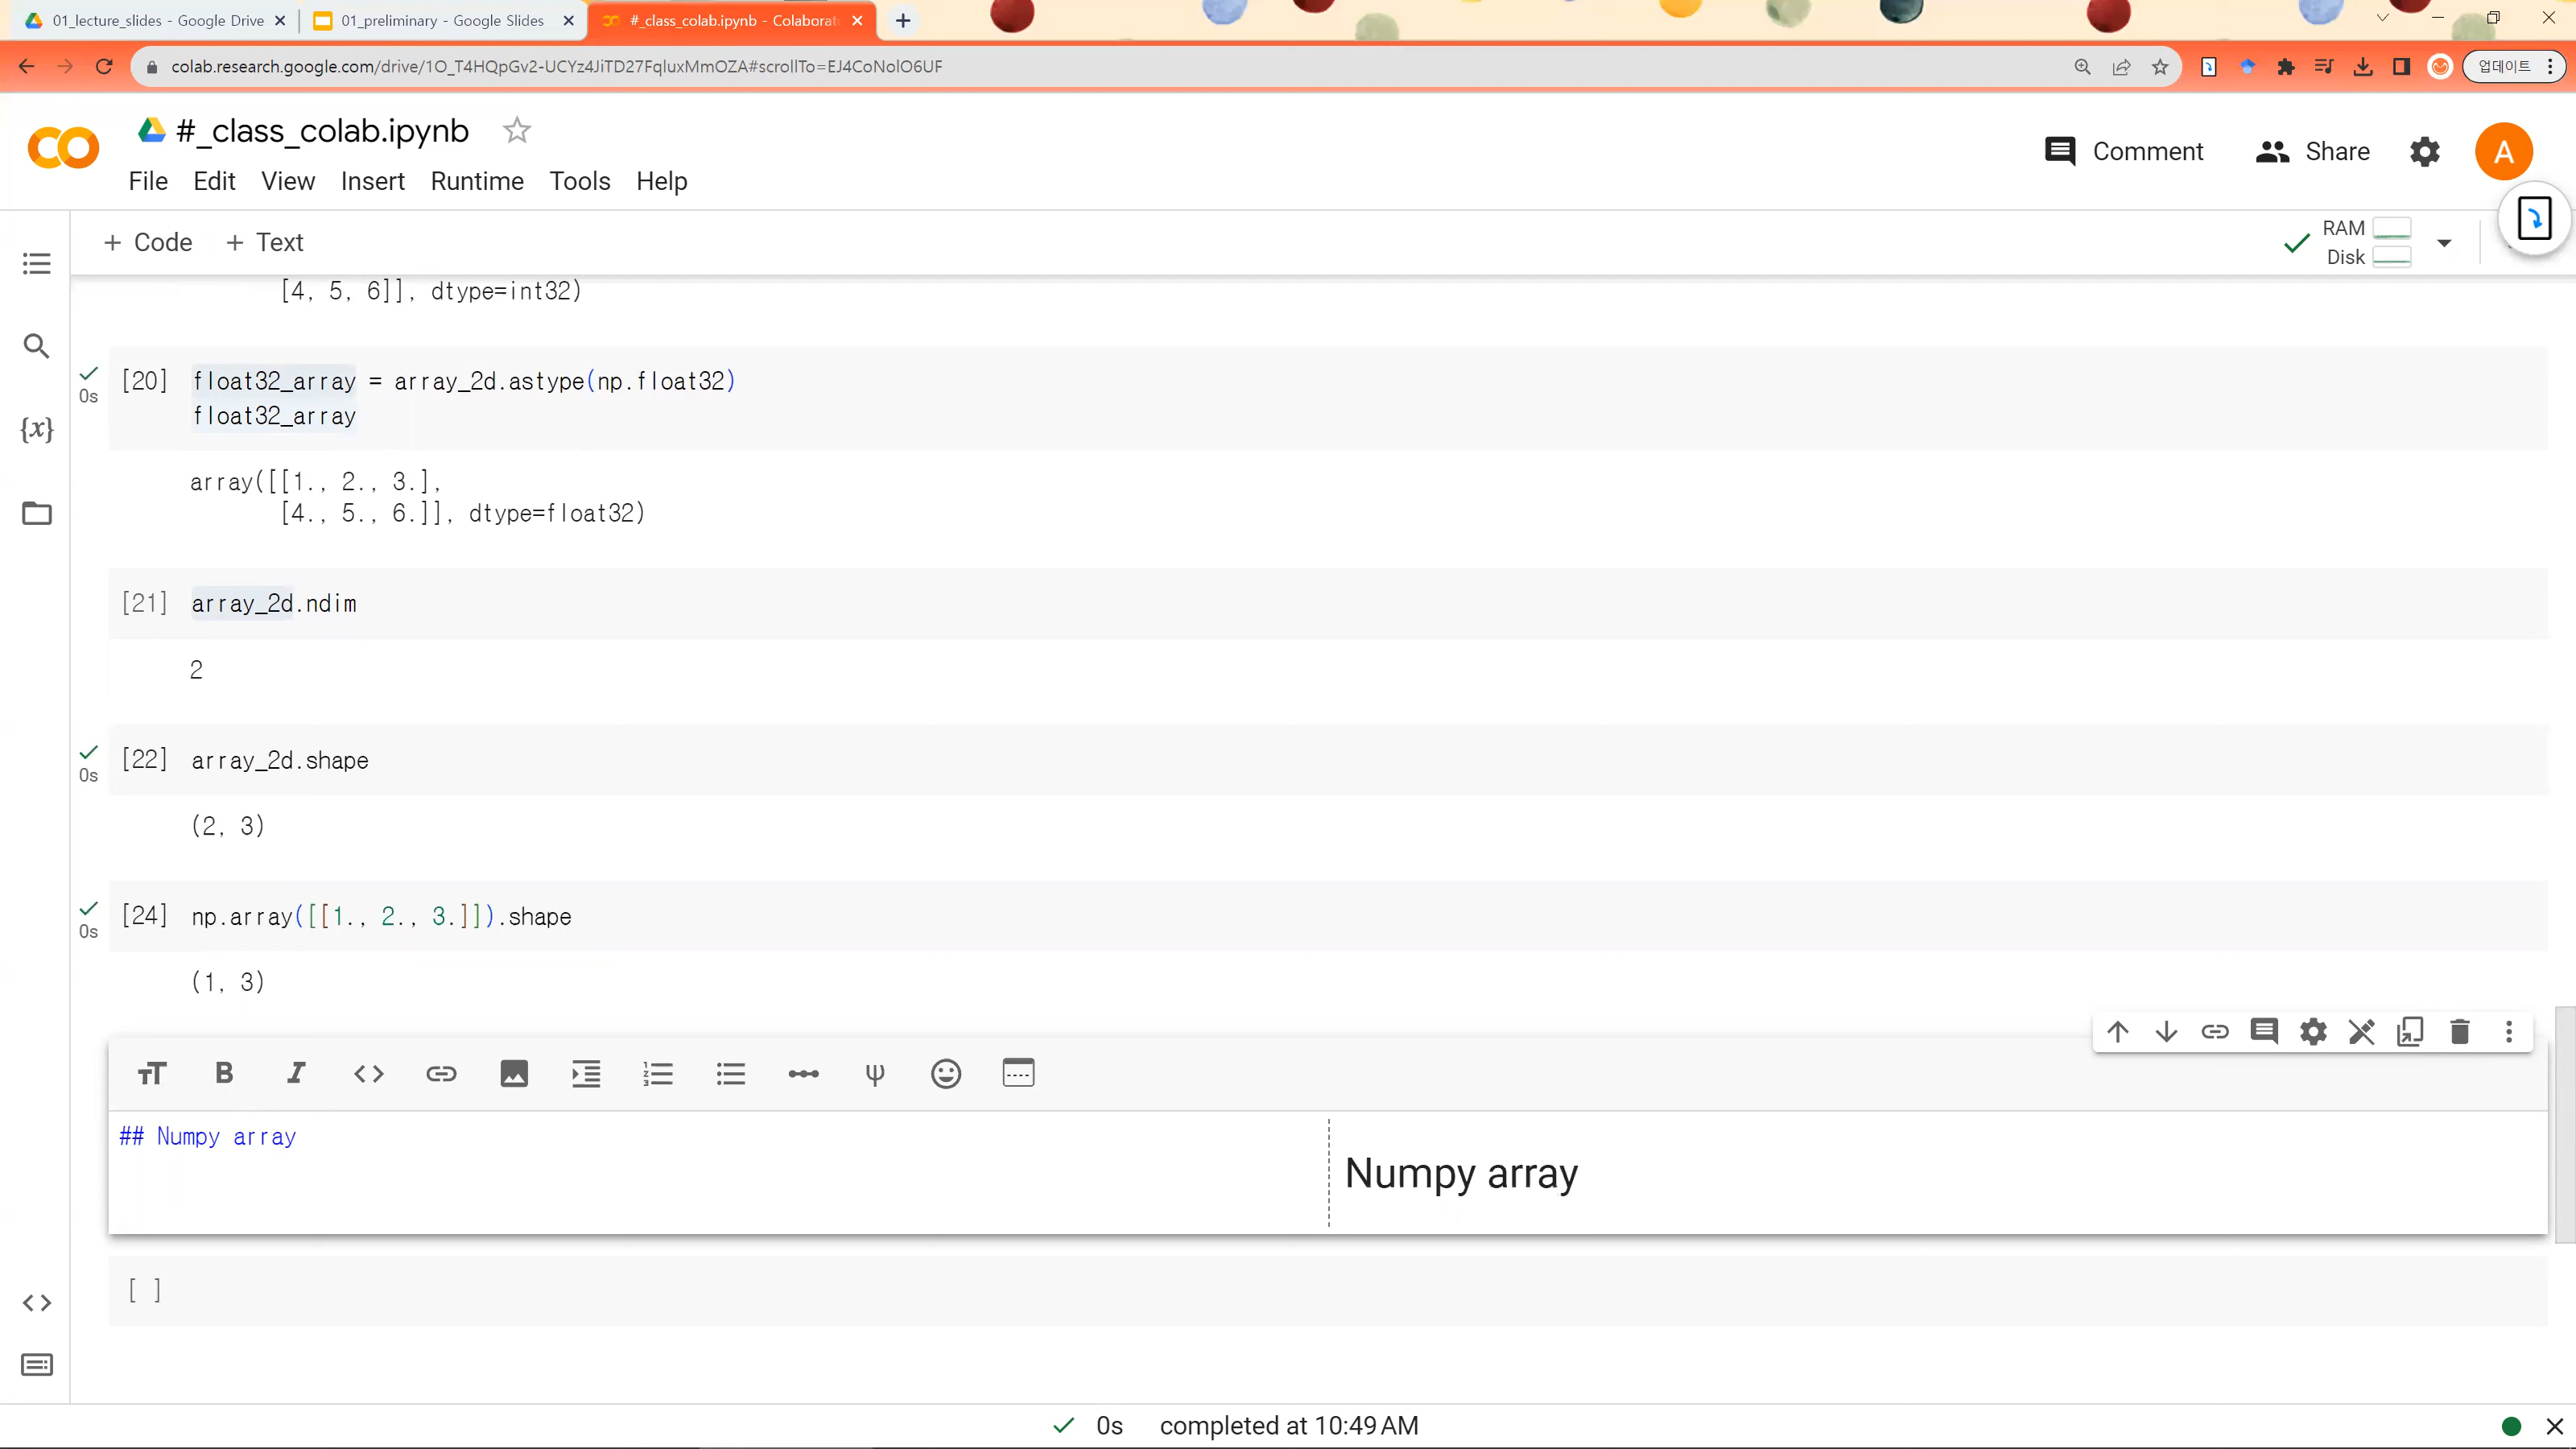 01_lecture_slides - Google Drive
01_preliminary - Google Slides
#_class_colab.ipynb - Colaborat
colab.research.google.com/drive/1O_T4HQpGv2-UCYz4JiTD27FqluxMmOZA#scrollTo=EJ4CoNolO6UF
업데이트
#_class_colab.ipynb
Comment
Share
A
File Edit View Insert Runtime Tools Help
+ Code + Text
RAM
Disk
[4, 5, 6]], dtype=int32)
[20] float32_array = array_2d.astype(np.float32)
0s
float32_array
array([[1., 2., 3.],
[4., 5., 6.]], dtype=float32)
[21] array_2d.ndim
2
[22] array_2d.shape
0s
(2, 3)
[24] np.array([[1., 2., 3.]]).shape
0s
(1, 3)
## Numpy array
Numpy array
[ ]
0s completed at 10:49 AM